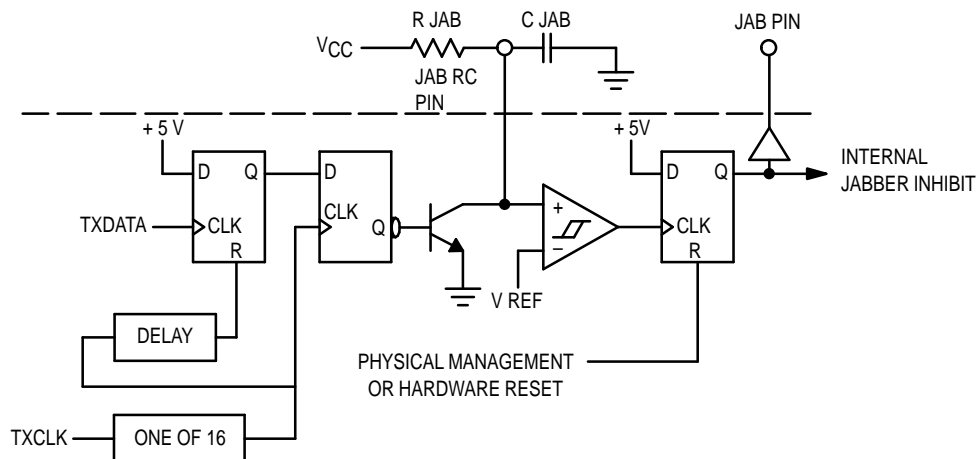 R JAB
C JAB
JAB PIN
VCC
JAB RC
PIN
+ 5 V
+ 5V
D
Q
D
D
Q
INTERNAL
JABBER INHIBIT
TXDATA
CLK
CLK
Q
+
–
CLK
R
R
V REF
DELAY
PHYSICAL MANAGEMENT
OR HARDWARE RESET
TXCLK
ONE OF 16